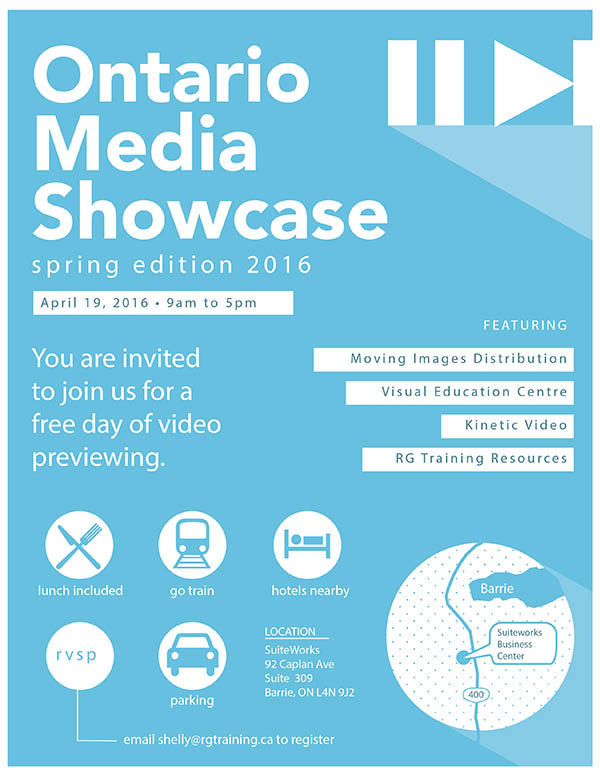 Ontario
Media
Showcase
spring edition 2016
April 19, 2016 • 9am to 5pm
FEATURING
Moving Images Distribution
Visual Education Centre
Kinetic Video
RG Training Resources
You are invited
to join us for a
free day of video
previewing.
lunch included
go train
hotels nearby
rvsp
parking
LOCATION
SuiteWorks
92 Caplan Ave
Suite 309
Barrie, ON L4N 9J2
Barrie
Suiteworks
Business
Center
400
email shelly@rgtraining.ca to register